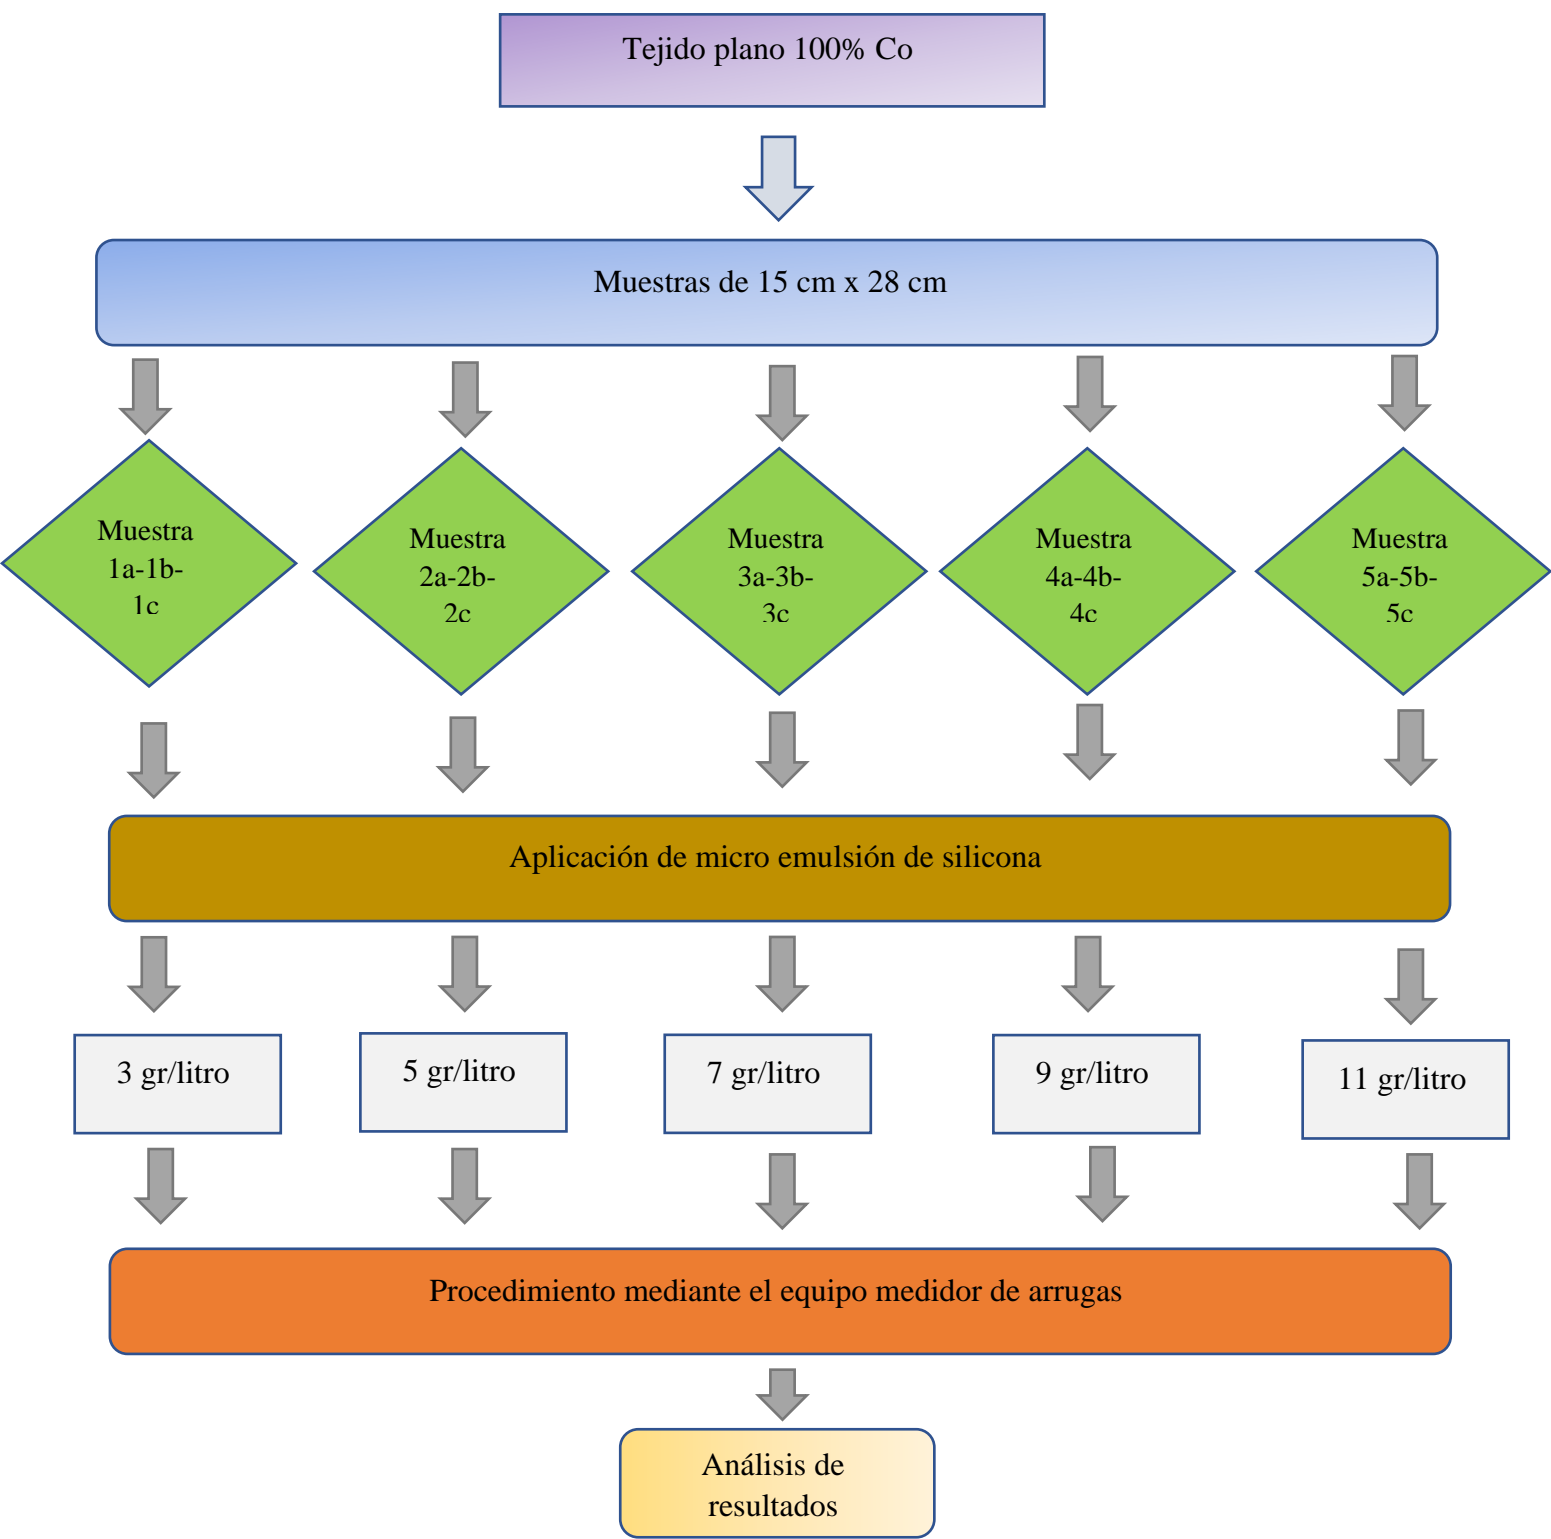 Tejido plano 100% Co
Muestras de 15 cm x 28 cm
Muestra
1a-1b-
1c
Muestra
2a-2b-
2c
Muestra
3a-3b-
3c
Muestra
4a-4b-
4c
Muestra
5a-5b-
5c
Aplicación de micro emulsión de silicona
3 gr/litro
5 gr/litro
7 gr/litro
9 gr/litro
11 gr/litro
Procedimiento mediante el equipo medidor de arrugas
Análisis de
resultados